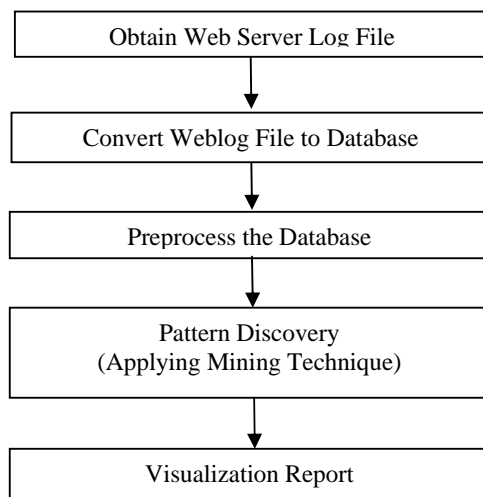 Obtain Web Server Log File
Convert Weblog File to Database
Preprocess the Database
Pattern Discovery
(Applying Mining Technique)
Visualization Report